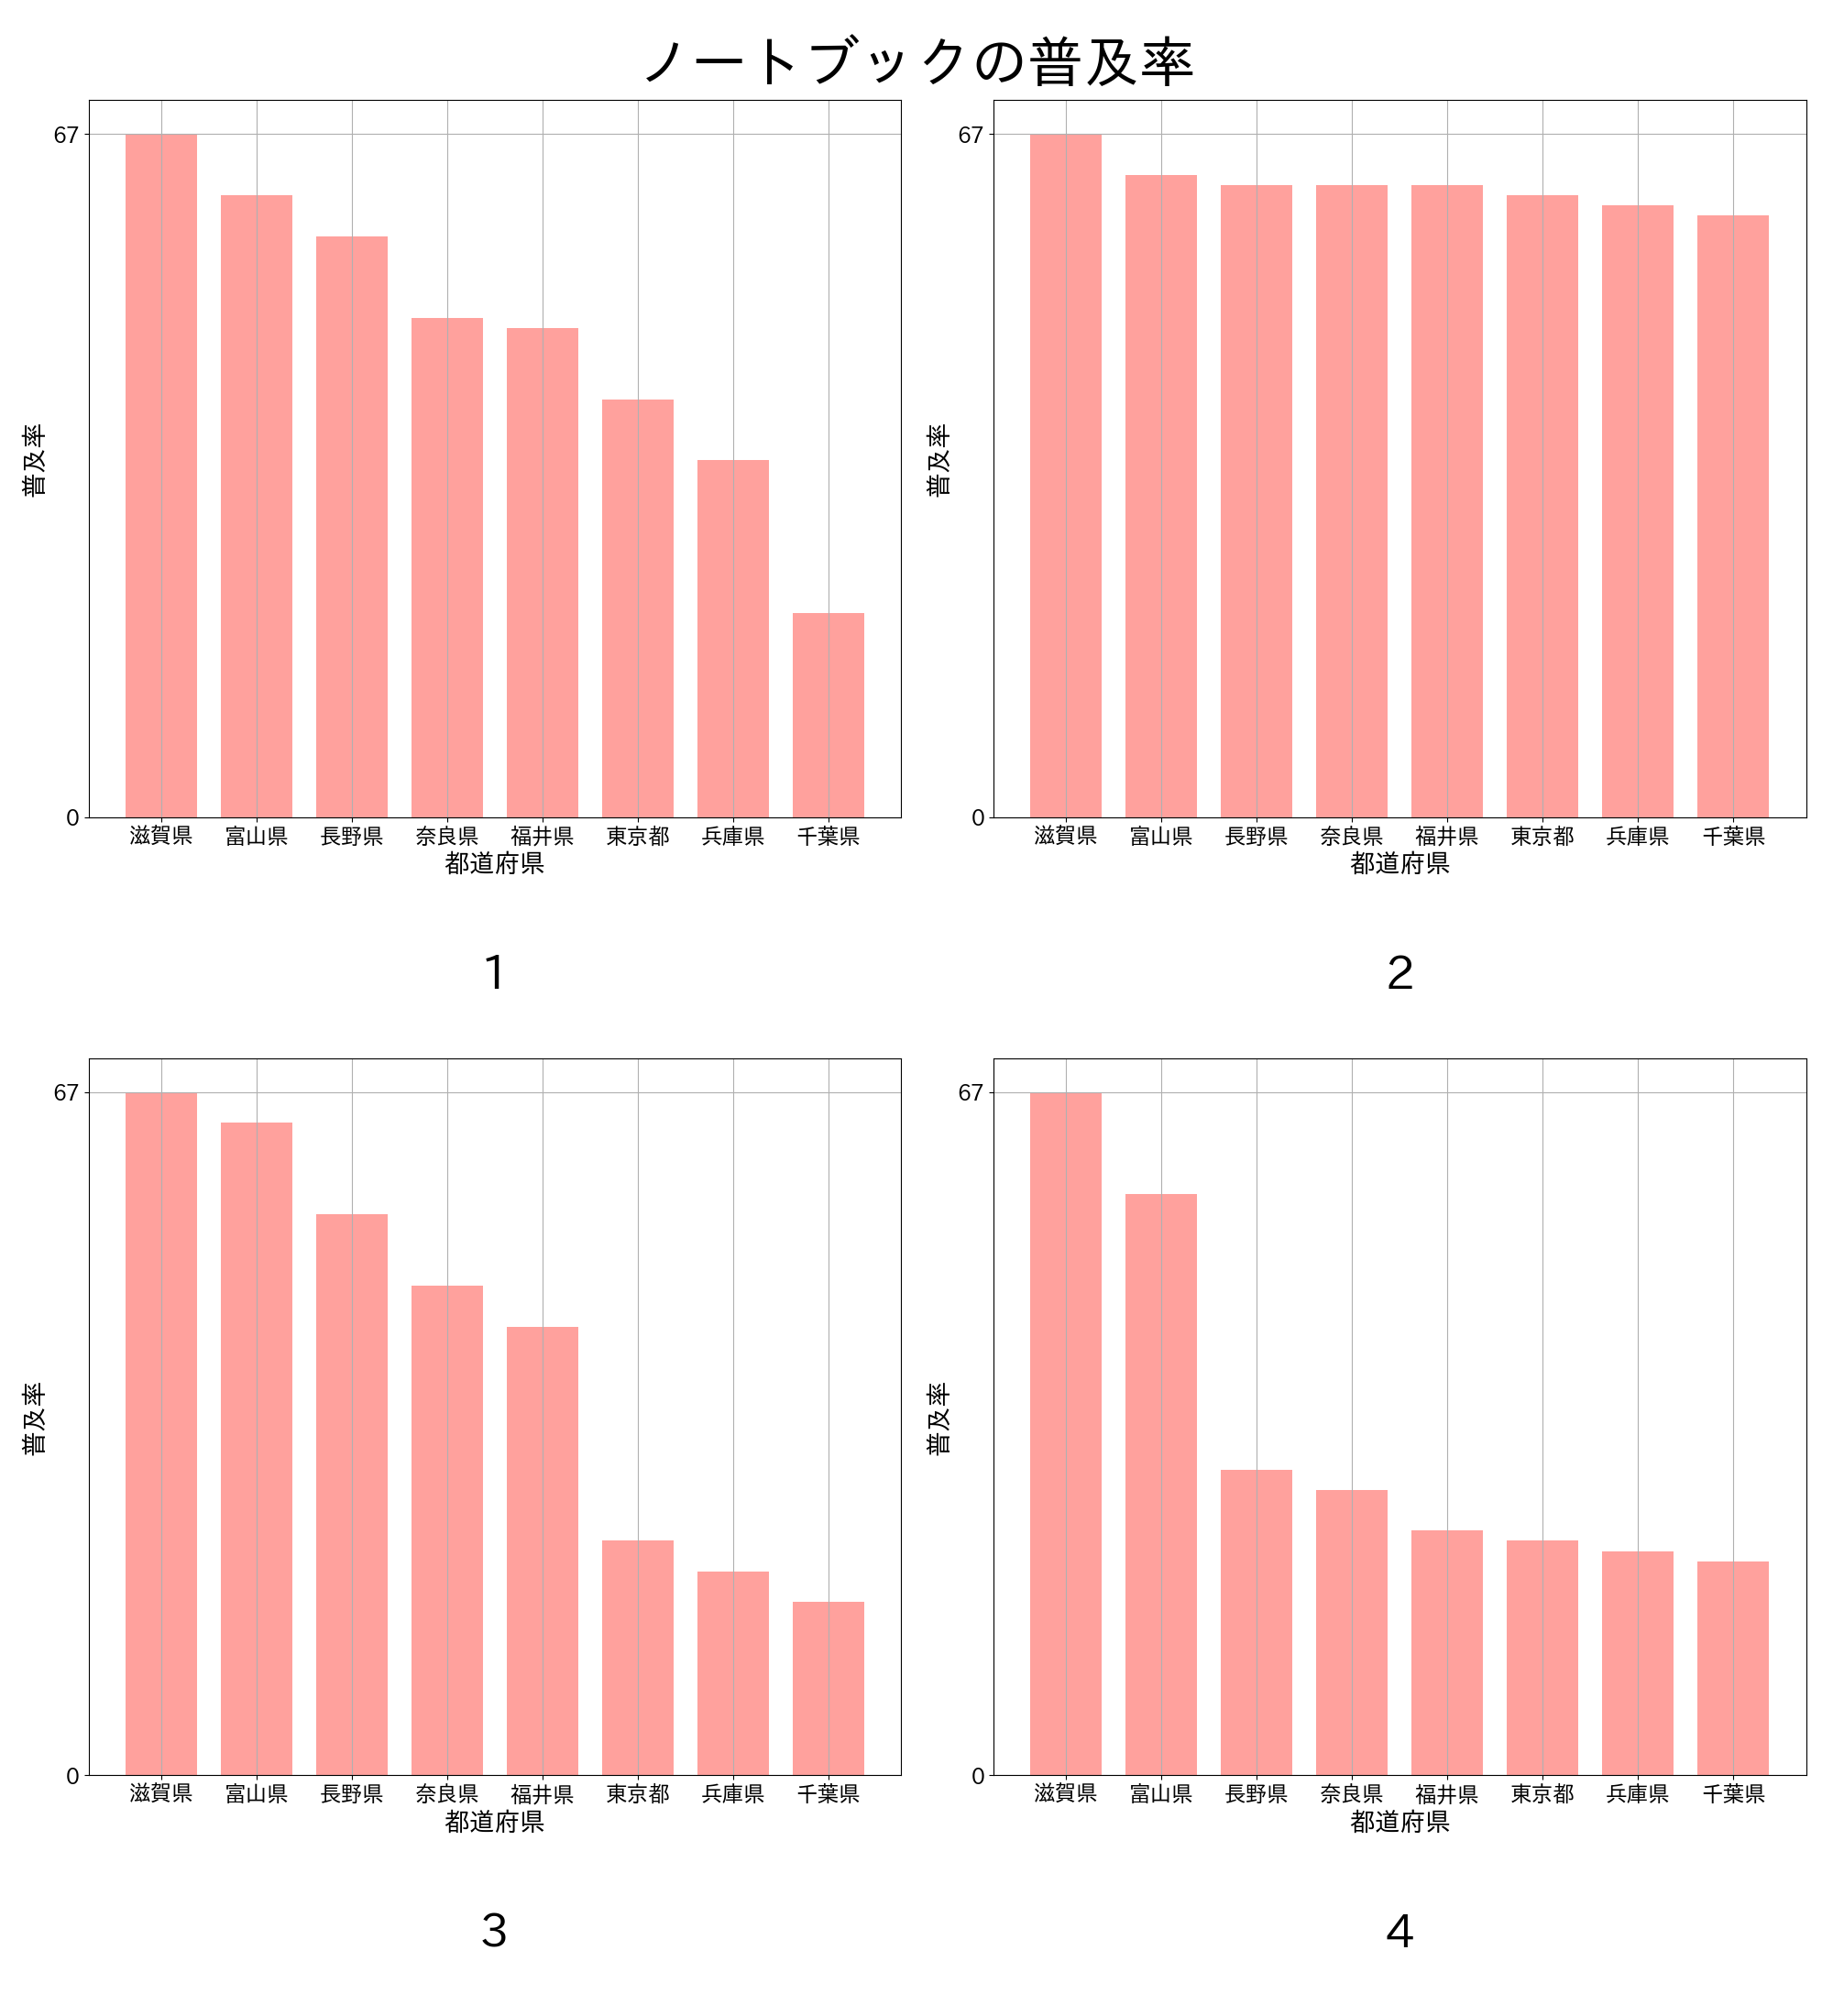 ノートブックの普及率
67
0
普及率
滋賀県 富山県 長野県 奈良県 福井県 東京都 兵庫県 千葉県
都道府県
1
67
0
普及率
滋賀県 富山県 長野県 奈良県 福井県 東京都 兵庫県 千葉県
都道府県
2
67
0
普及率
滋賀県 富山県 長野県 奈良県 福井県 東京都 兵庫県 千葉県
都道府県
3
67
0
普及率
滋賀県 富山県 長野県 奈良県 福井県 東京都 兵庫県 千葉県
都道府県
4